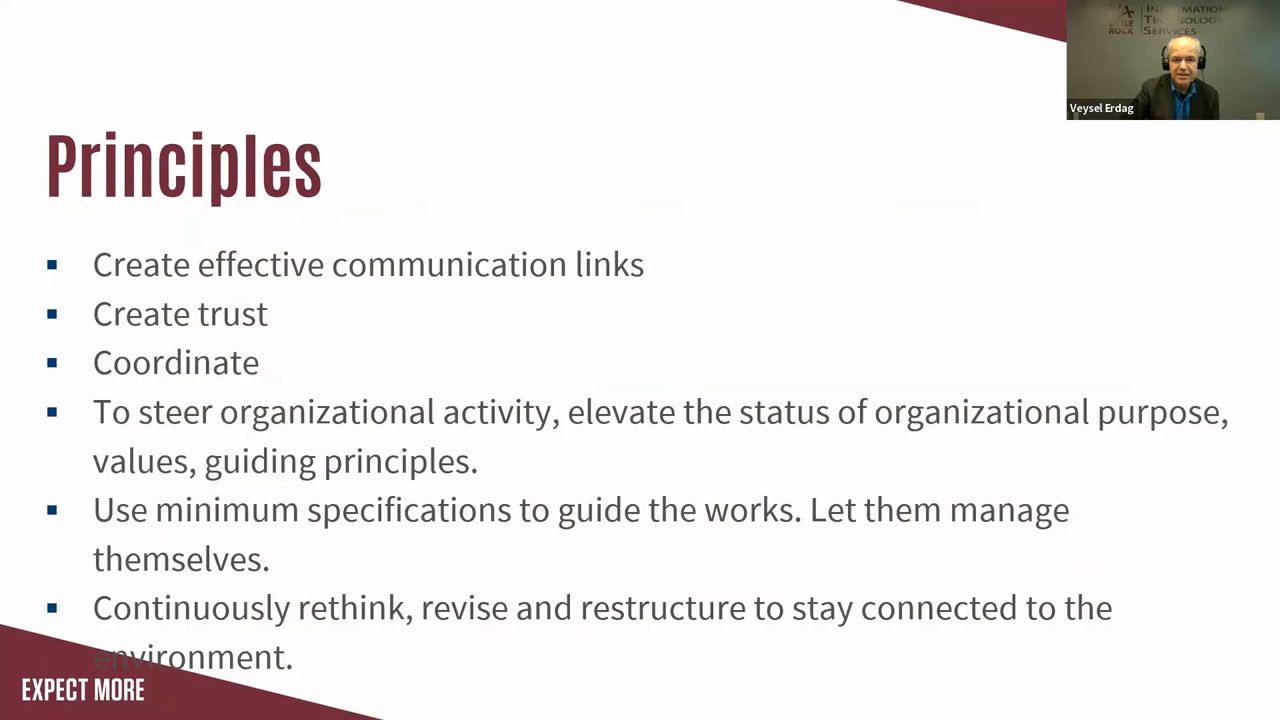 INFORMATION
TECHNOLOGY
SERVICES
ROCK
Veysel Erdag
Principles
▪ Create effective communication links
▪ Create trust
▪ Coordinate
▪ To steer organizational activity, elevate the status of organizational purpose,
values, guiding principles.
▪ Use minimum specifications to guide the works. Let them manage
themselves.
▪ Continuously rethink, revise and restructure to stay connected to the
environment.
EXPECT MORE